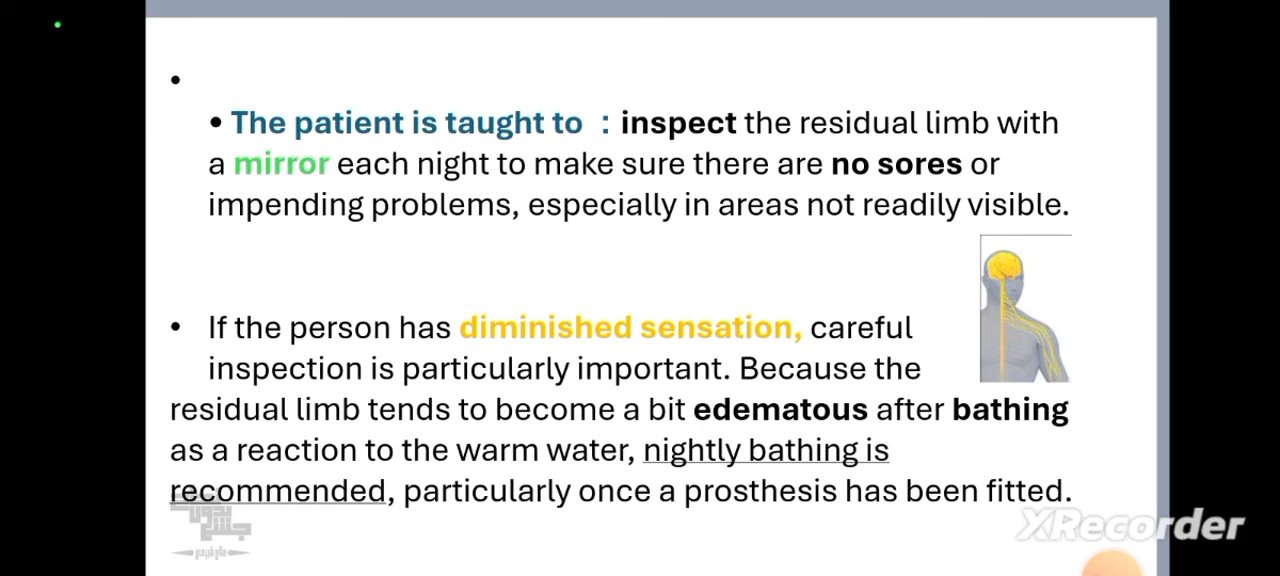 •
• The patient is taught to : inspect the residual limb with
a mirror each night to make sure there are no sores or
impending problems, especially in areas not readily visible.
• If the person has diminished sensation, careful
inspection is particularly important. Because the
residual limb tends to become a bit edematous after bathing
as a reaction to the warm water, nightly bathing is
recommended, particularly once a prosthesis has been fitted.
XRecorder